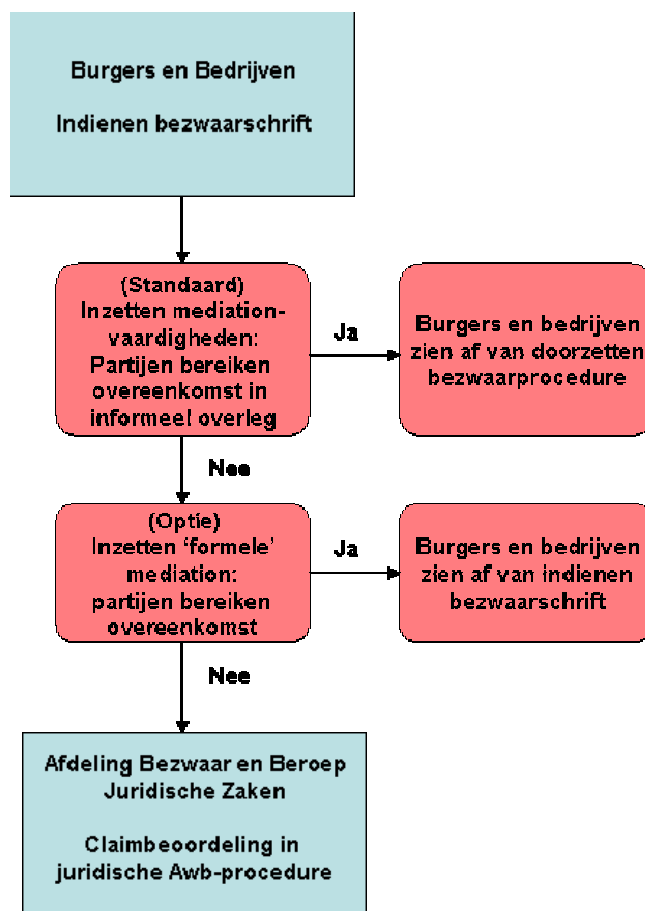 Burgers en Bedrijven
Indienen bezwaarschrift
(Standaard)
Inzetten mediation-
vaardigheden:
Partijen bereiken
overeenkomst in
informeel overleg
Ja
Burgers en bedrijven
zien af van doorzetten
bezwaarprocedure
Nee
(Optie)
Inzetten ‘formele’
mediation:
partijen bereiken
overeenkomst
Ja
Burgers en bedrijven
zien af van indienen
bezwaarschrift
Nee
Afdeling Bezwaar en Beroep
Juridische Zaken
Claimbeoordeling in
juridische Awb-procedure